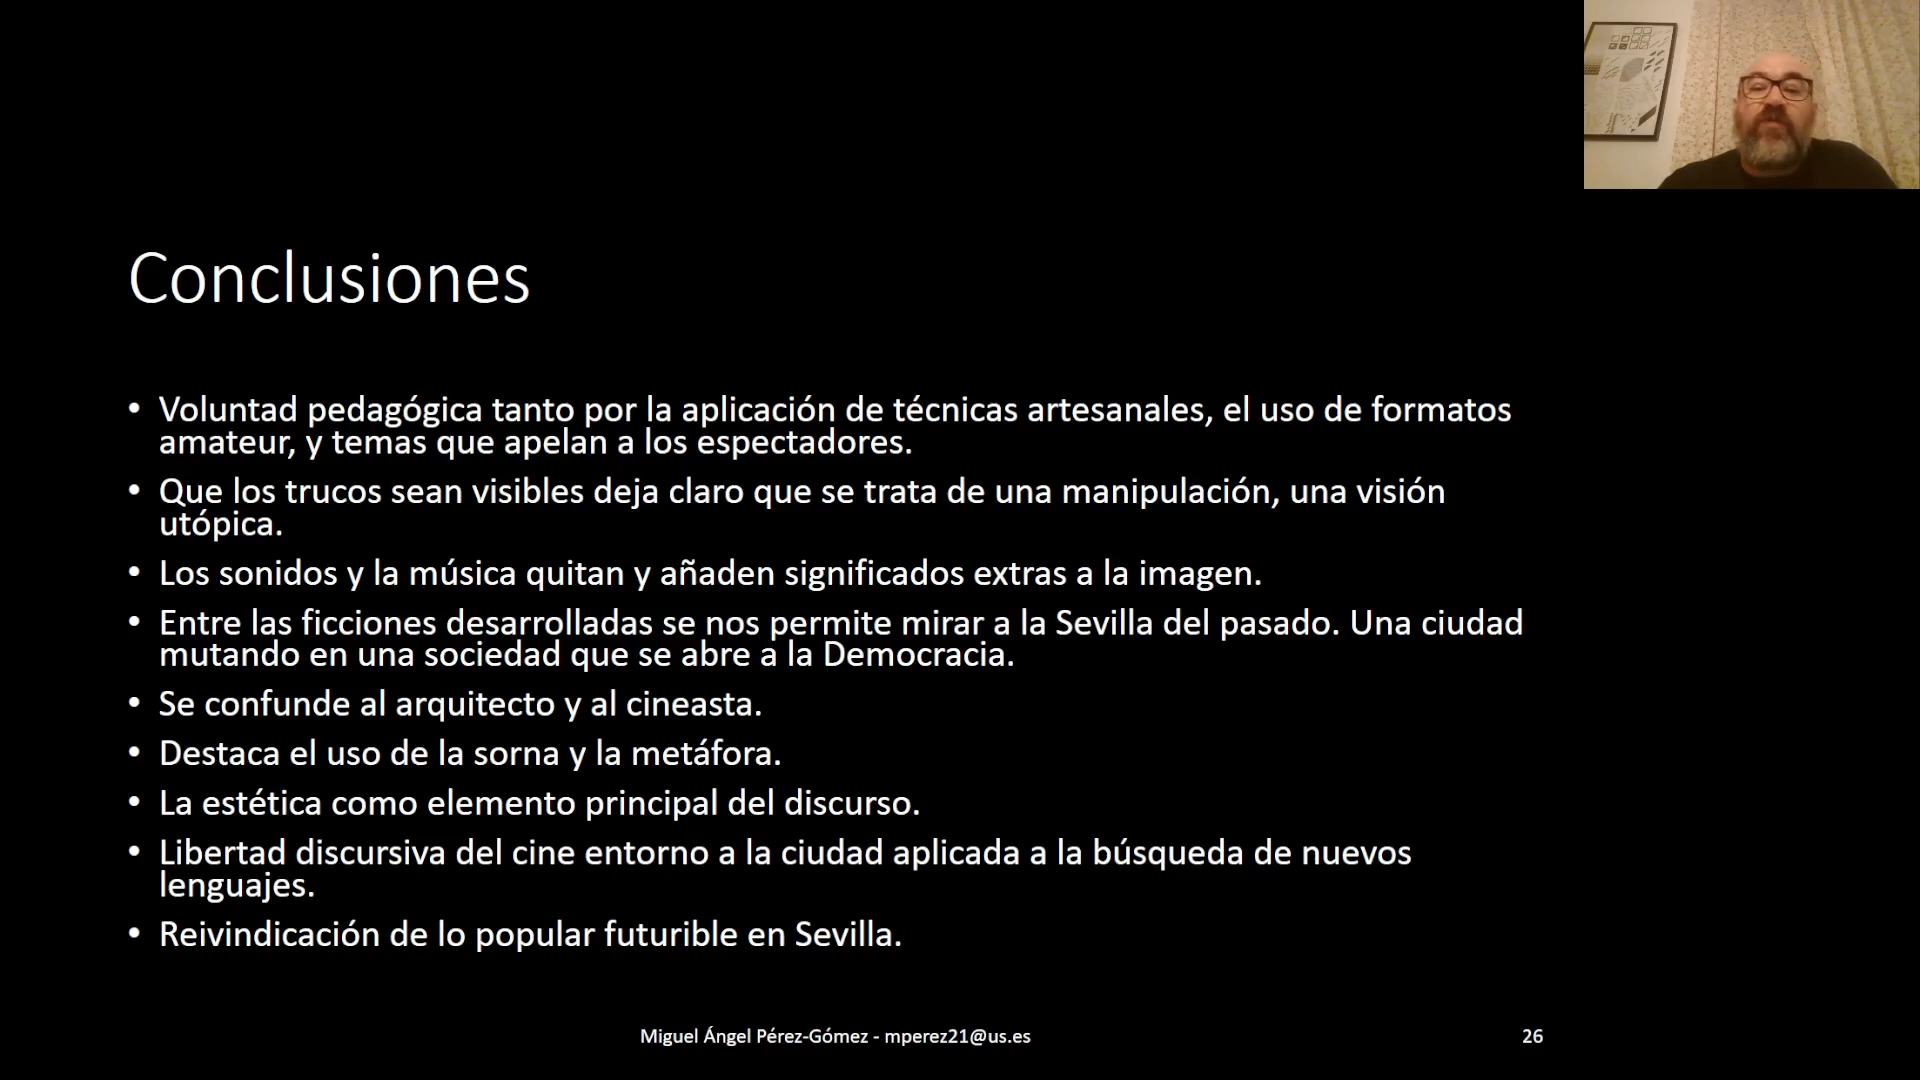 Conclusiones
• Voluntad pedagógica tanto por la aplicación de técnicas artesanales, el uso de formatos
amateur, y temas que apelan a los espectadores.
• Que los trucos sean visibles deja claro que se trata de una manipulación, una visión
utópica.
• Los sonidos y la música quitan y añaden significados extras a la imagen.
• Entre las ficciones desarrolladas se nos permite mirar a la Sevilla del pasado. Una ciudad
mutando en una sociedad que se abre a la Democracia.
• Se confunde al arquitecto y al cineasta.
• Destaca el uso de la sorna y la metáfora.
• La estética como elemento principal del discurso.
• Libertad discursiva del cine entorno a la ciudad aplicada a la búsqueda de nuevos
lenguajes.
• Reivindicación de lo popular futurible en Sevilla.
Miguel Ángel Pérez-Gómez - mperez21@us.es
26